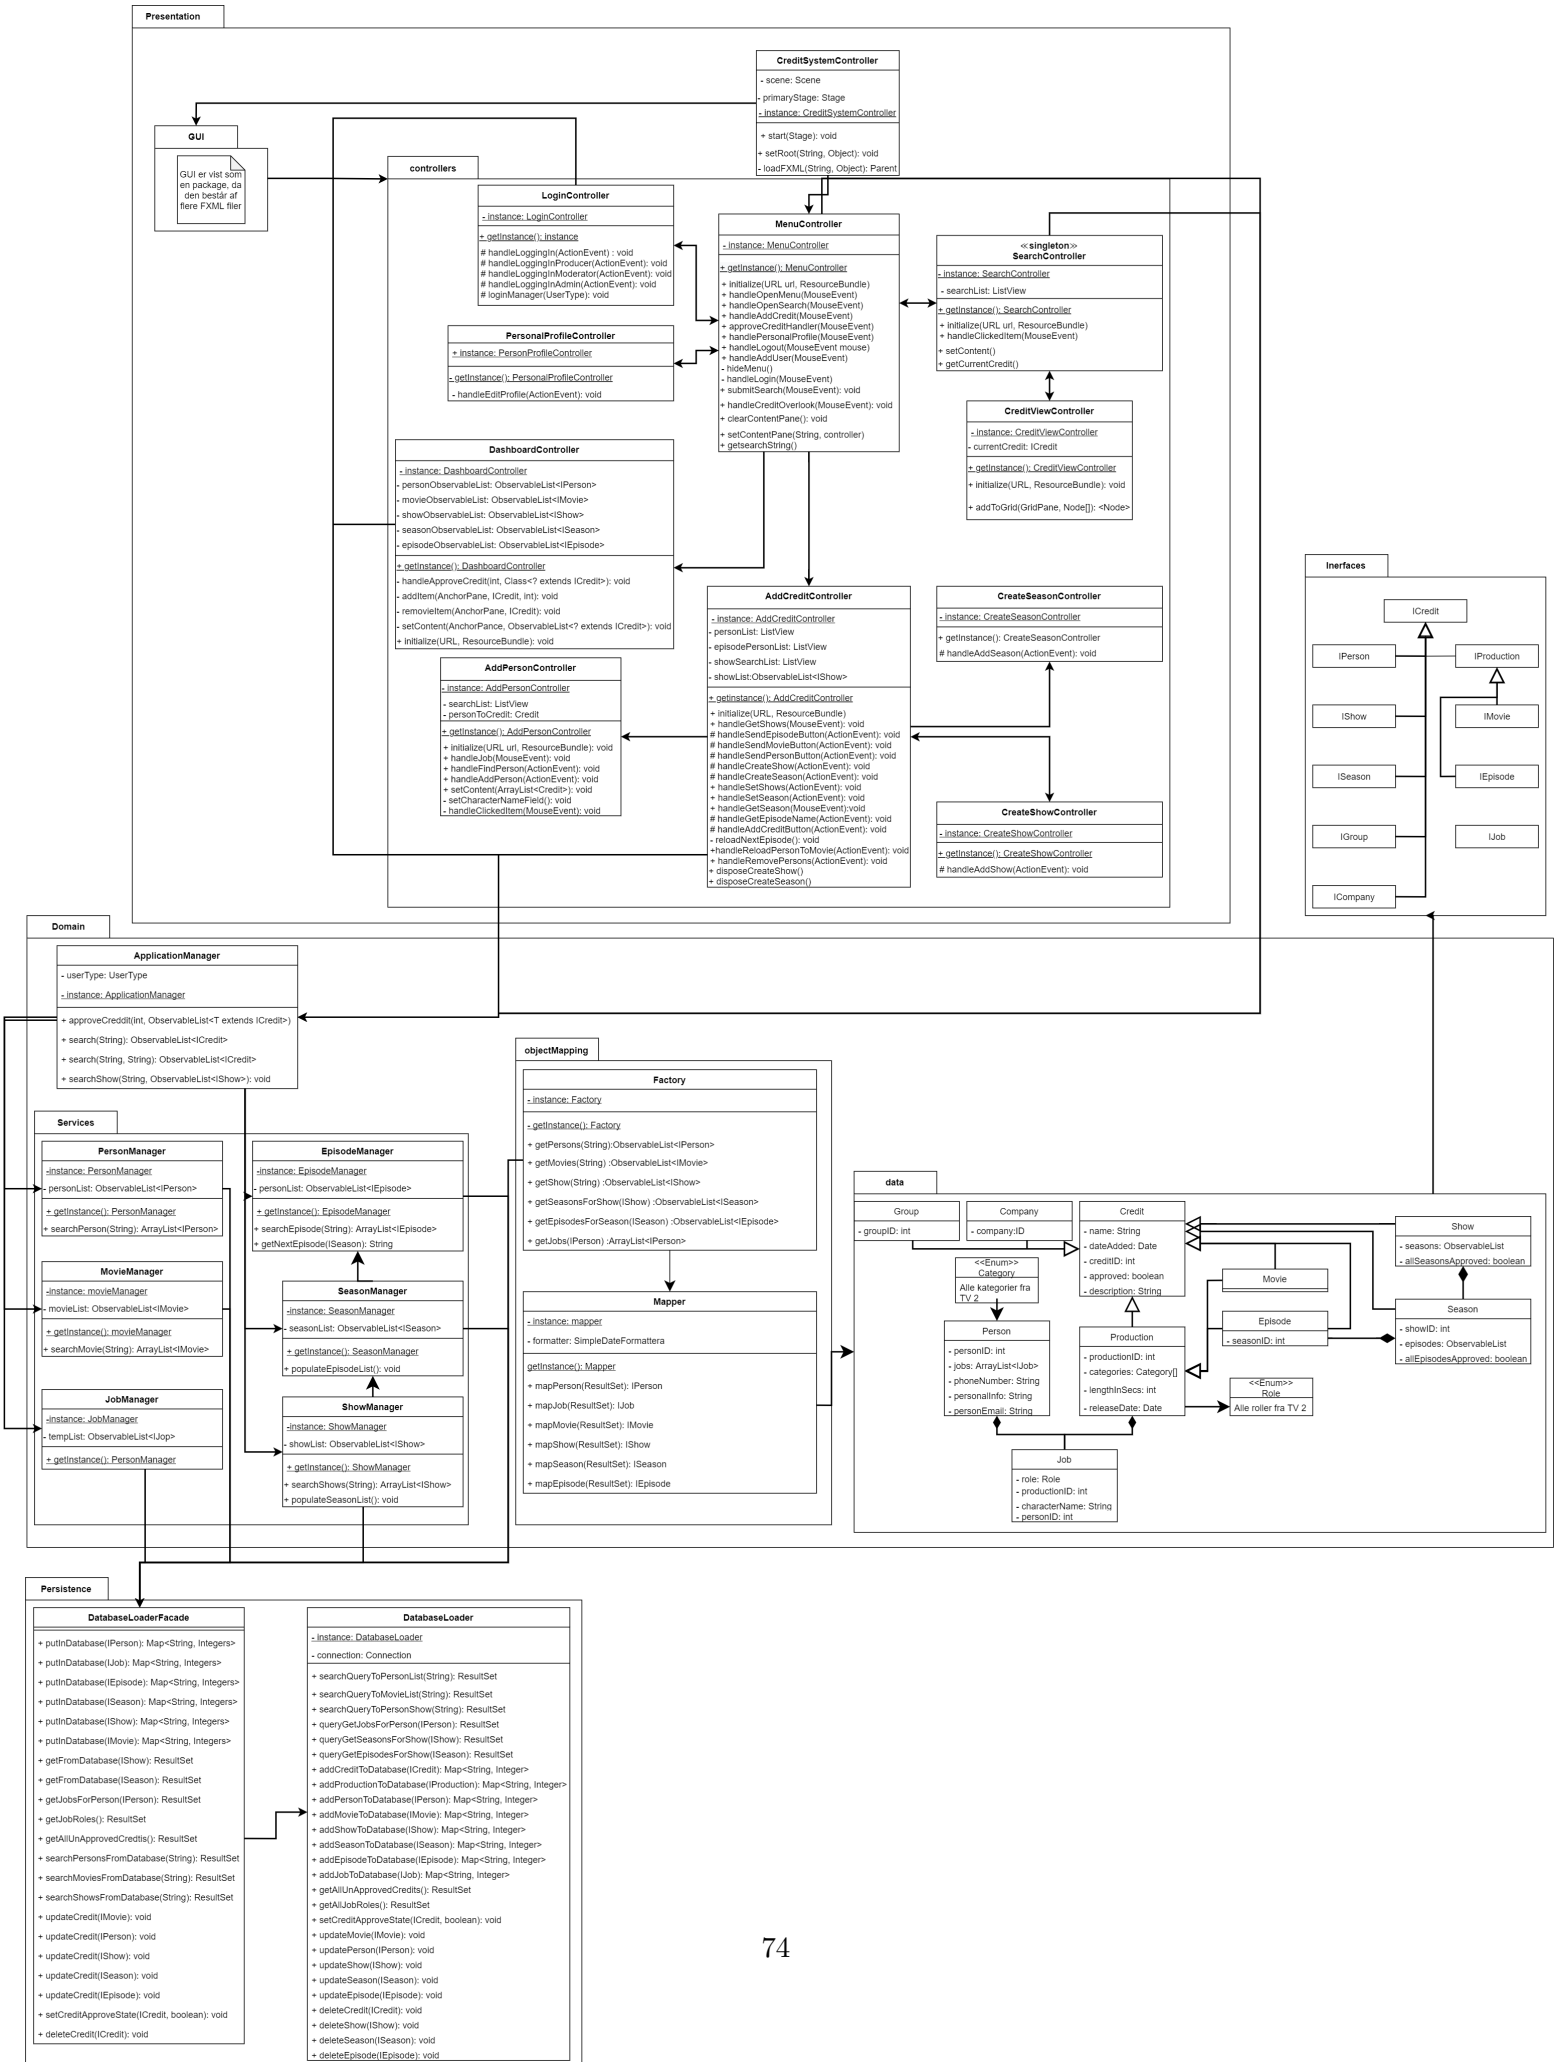 Presentation
CreditSystemController
- scene: Scene
- primaryStage: Stage
- instance: CreditSystemController
+ start(Stage): void
+ setRoot(String, Object): void
- loadFXML(String, Object): Parent
GUI
GUI er vist som
en package, da
den består af
flere FXML filer
controllers
LoginController
- instance: LoginController
+ getInstance(): instance
# handleLoggingIn(ActionEvent) : void
# handleLoggingInProducer(ActionEvent): void
# handleLoggingInModerator(ActionEvent): void
# handleLoggingInAdmin(ActionEvent): void
# loginManager(UserType): void
MenuController
- instance: MenuController
+ getInstance(): MenuController
+ initialize(URL url, ResourceBundle)
+ handleOpenMenu(MouseEvent)
+ handleOpenSearch(MouseEvent)
+ handleAddCredit(MouseEvent)
+ approveCreditHandler(MouseEvent)
+ handlePersonalProfile(MouseEvent)
+ handleLogout(MouseEvent mouse)
+ handleAddUser(MouseEvent)
- hideMenu()
- handleLogin(MouseEvent)
+ submitSearch(MouseEvent): void
+ handleCreditOverlook(MouseEvent): void
+ clearContentPane(): void
+ setContentPane(String, controller)
+ getsearchString()
≪singleton≫
SearchController
- instance: SearchController
- searchList: ListView
+ getInstance(): SearchController
+ initialize(URL url, ResourceBundle)
+ handleClickedItem(MouseEvent)
+ setContent()
+ getCurrentCredit()
PersonalProfileController
+ instance: PersonProfileController
- getInstance(): PersonalProfileController
- handleEditProfile(ActionEvent): void
CreditViewController
- instance: CreditViewController
- currentCredit: ICredit
+ getInstance(): CreditViewController
+ initialize(URL, ResourceBundle): void
+ addToGrid(GridPane, Node[]): <Node>
DashboardController
- instance: DashboardController
- personObservableList: ObservableList<IPerson>
- movieObservableList: ObservableList<IMovie>
- showObservableList: ObservableList<IShow>
- seasonObservableList: ObservableList<ISeason>
- episodeObservableList: ObservableList<IEpisode>
+ getInstance(): DashboardController
- handleApproveCredit(int, Class<? extends ICredit>): void
- addItem(AnchorPane, ICredit, int): void
- removieItem(AnchorPane, ICredit): void
- setContent(AnchorPance, ObservableList<? extends ICredit>): void
+ initialize(URL, ResourceBundle): void
AddCreditController
- instance: AddCreditController
- personList: ListView
- episodePersonList: ListView
- showSearchList: ListView
- showList:ObservableList<IShow>
+ getInstance(): AddCreditController
+ initialize(URL, ResourceBundle)
+ handleGetShows(MouseEvent): void
# handleSendEpisodeButton(ActionEvent): void
# handleSendMovieButton(ActionEvent): void
# handleSendPersonButton(ActionEvent): void
# handleCreateShow(ActionEvent): void
# handleCreateSeason(ActionEvent): void
+ handleSetShows(ActionEvent): void
+ handleSetSeason(ActionEvent): void
+ handleGetSeason(MouseEvent):void
# handleGetEpisodeName(ActionEvent): void
# handleAddCreditButton(ActionEvent): void
- reloadNextEpisode(): void
+handleReloadPersonToMovie(ActionEvent): void
+ handleRemovePersons(ActionEvent): void
+ disposeCreateShow()
+ disposeCreateSeason()
CreateSeasonController
- instance: CreateSeasonController
+ getInstance(): CreateSeasonController
# handleAddSeason(ActionEvent): void
AddPersonController
- instance: AddPersonController
- searchList: ListView
- personToCredit: Credit
+ getInstance(): AddPersonController
+ initialize(URL url, ResourceBundle): void
+ handleJob(MouseEvent): void
+ handleFindPerson(ActionEvent): void
+ handleAddPerson(ActionEvent): void
+ setContent(ArrayList<Credit>): void
- setCharacterNameField(): void
- handleClickedItem(MouseEvent): void
CreateShowController
- instance: CreateShowController
+ getInstance(): CreateShowController
# handleAddShow(ActionEvent): void
Inerfaces
ICredit
IPerson
IProduction
IShow
IMovie
ISeason
IEpisode
IGroup
IJob
ICompany
Domain
ApplicationManager
- userType: UserType
- instance: ApplicationManager
+ approveCreddit(int, ObservableList<T extends ICredit>)
+ search(String): ObservableList<ICredit>
+ search(String, String): ObservableList<ICredit>
+ searchShow(String, ObservableList<IShow>): void
Services
PersonManager
-instance: PersonManager
- personList: ObservableList<IPerson>
+ getInstance(): PersonManager
+ searchPerson(String): ArrayList<IPerson>
EpisodeManager
-instance: EpisodeManager
- personList: ObservableList<IEpisode>
+ getInstance(): EpisodeManager
+ searchEpisode(String): ArrayList<IEpisode>
+ getNextEpisode(ISeason): String
MovieManager
-instance: movieManager
- movieList: ObservableList<IMovie>
+ getInstance(): movieManager
+ searchMovie(String): ArrayList<IMovie>
SeasonManager
-instance: SeasonManager
- seasonList: ObservableList<ISeason>
+ getInstance(): SeasonManager
+ populateEpisodeList(): void
JobManager
-instance: JobManager
- tempList: ObservableList<IJop>
+ getInstance(): PersonManager
ShowManager
-instance: ShowManager
- showList: ObservableList<IShow>
+ getInstance(): ShowManager
+ searchShows(String): ArrayList<IShow>
+ populateSeasonList(): void
objectMapping
Factory
- instance: Factory
- getInstance(): Factory
+ getPersons(String):ObservableList<IPerson>
+ getMovies(String) :ObservableList<IMovie>
+ getShow(String) :ObservableList<IShow>
+ getSeasonsForShow(IShow) :ObservableList<ISeason>
+ getEpisodesForSeason(ISeason) :ObservableList<IEpisode>
+ getJobs(IPerson) :ArrayList<IPerson>
Mapper
- instance: mapper
- formatter: SimpleDateFormattera
getInstance(): Mapper
+ mapPerson(ResultSet): IPerson
+ mapJob(ResultSet): IJob
+ mapMovie(ResultSet): IMovie
+ mapShow(ResultSet): IShow
+ mapSeason(ResultSet): ISeason
+ mapEpisode(ResultSet): IEpisode
data
Group
- groupID: int
Company
- company:ID
Credit
- name: String
- dateAdded: Date
- creditID: int
- approved: boolean
- description: String
Show
- seasons: ObservableList
- allSeasonsApproved: boolean
<<Enum>>
Category
Alle kategorier fra
TV 2
Movie
Season
- showID: int
- episodes: ObservableList
- allEpisodesApproved: boolean
Episode
- seasonID: int
Person
- personID: int
- jobs: ArrayList<IJob>
- phoneNumber: String
- personalInfo: String
- personEmail: String
Production
- productionID: int
- categories: Category[]
- lengthInSecs: int
- releaseDate: Date
<<Enum>>
Role
Alle roller fra TV 2
Job
- role: Role
- productionID: int
- characterName: String
- personID: int
Persistence
DatabaseLoaderFacade
+ putInDatabase(IPerson): Map<String, Integers>
+ putInDatabase(IJob): Map<String, Integers>
+ putInDatabase(IEpisode): Map<String, Integers>
+ putInDatabase(ISeason): Map<String, Integers>
+ putInDatabase(IShow): Map<String, Integers>
+ putInDatabase(IMovie): Map<String, Integers>
+ getFromDatabase(IShow): ResultSet
+ getFromDatabase(ISeason): ResultSet
+ getJobsForPerson(IPerson): ResultSet
+ getJobRoles(): ResultSet
+ getAllUnApprovedCredtis(): ResultSet
+ searchPersonsFromDatabase(String): ResultSet
+ searchMoviesFromDatabase(String): ResultSet
+ searchShowsFromDatabase(String): ResultSet
+ updateCredit(IMovie): void
+ updateCredit(IPerson): void
+ updateCredit(IShow): void
+ updateCredit(ISeason): void
+ updateCredit(IEpisode): void
+ setCreditApproveState(ICredit, boolean): void
+ deleteCredit(ICredit): void
DatabaseLoader
- instance: DatabaseLoader
- connection: Connection
+ searchQueryToPersonList(String): ResultSet
+ searchQueryToMovieList(String): ResultSet
+ searchQueryToPersonShow(String): ResultSet
+ queryGetJobsForPerson(IPerson): ResultSet
+ queryGetSeasonsForShow(IShow): ResultSet
+ queryGetEpisodesForShow(ISeason): ResultSet
+ addCreditToDatabase(ICredit): Map<String, Integer>
+ addProductionToDatabase(IProduction): Map<String, Integer>
+ addPersonToDatabase(IPerson): Map<String, Integer>
+ addMovieToDatabase(IMovie): Map<String, Integer>
+ addShowToDatabase(IShow): Map<String, Integer>
+ addSeasonToDatabase(ISeason): Map<String, Integer>
+ addEpisodeToDatabase(IEpisode): Map<String, Integer>
+ addJobToDatabase(IJob): Map<String, Integer>
+ getAllUnApprovedCredits(): ResultSet
+ getAllJobRoles(): ResultSet
+ setCreditApproveState(ICredit, boolean): void
+ updateMovie(IMovie): void
+ updatePerson(IPerson): void
+ updateShow(IShow): void
+ updateSeason(ISeason): void
+ updateEpisode(IEpisode): void
+ deleteCredit(ICredit): void
+ deleteShow(IShow): void
+ deleteSeason(ISeason): void
+ deleteEpisode(IEpisode): void
74